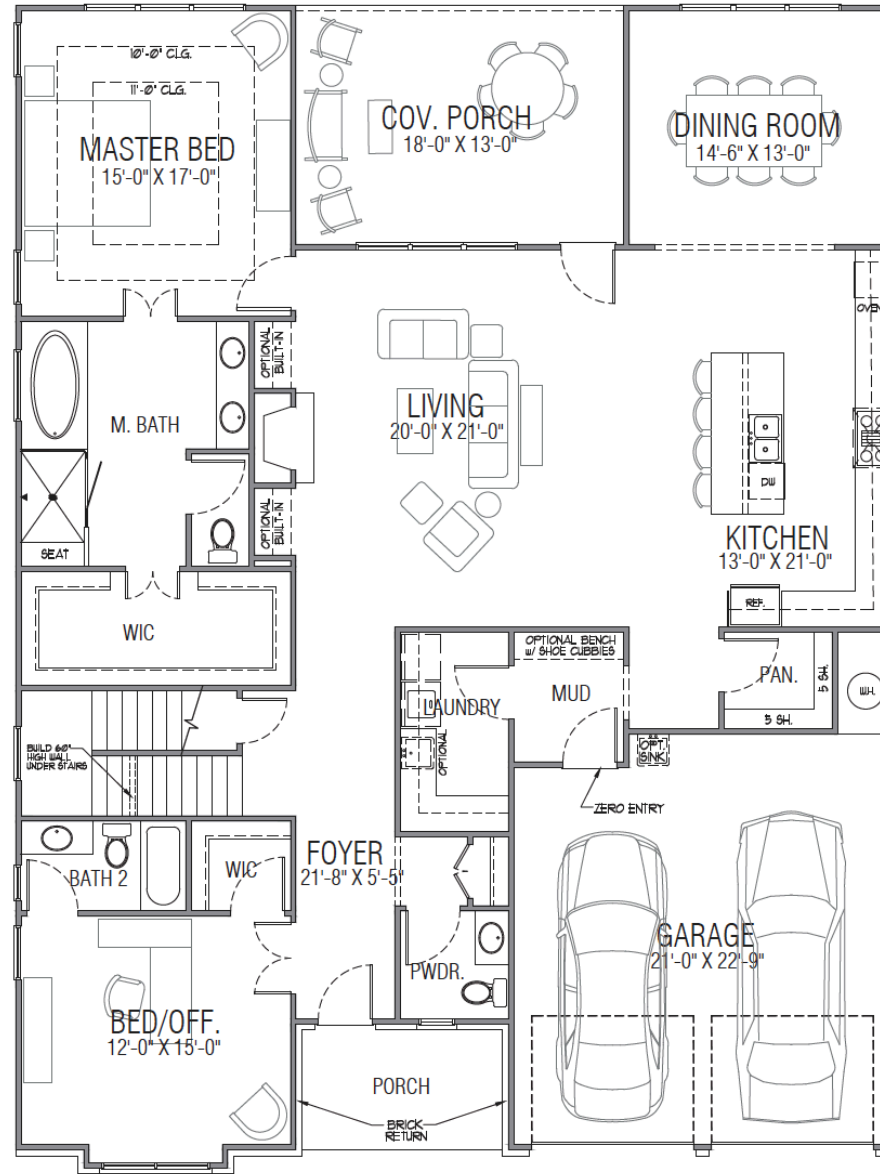 10'-0" CLG.
11'-0" CLG.
MASTER BED
15'-0" X 17'-0"
COV. PORCH
18'-0" X 13'-0"
DINING ROOM
14'-6" X 13'-0"
OPTIONAL
BUILT-IN
M. BATH
LIVING
20'-0" X 21'-0"
DW
OPTIONAL
BUILT-IN
SEAT
KITCHEN
13'-0" X 21'-0"
REF.
WIC
OPTIONAL BENCH
w/ SHOE CUBBIES
LAUNDRY
MUD
PAN.
5 SH.
5 SH.
W.H.
OPTIONAL
OPT.
SINK
BUILD 60"
HIGH WALL
UNDER STAIRS
ZERO ENTRY
BATH 2
WIC
FOYER
21'-8" X 5'-5"
PWDR.
GARAGE
21'-0" X 22'-9"
BED/OFF.
12'-0" X 15'-0"
PORCH
BRICK
RETURN